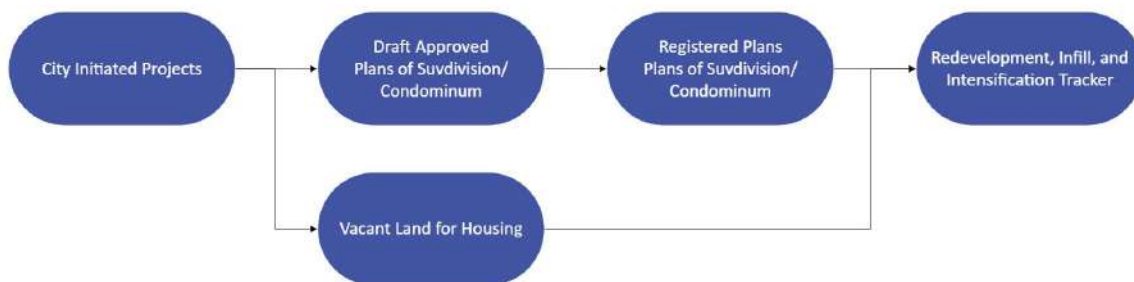 City Initiated Projects
Draft Approved
Plans of Suvdivision/
Condominum
Registered Plans
Plans of Suvdivision/
Condominum
Redevelopment, Infill, and
Intensification Tracker
Vacant Land for Housing